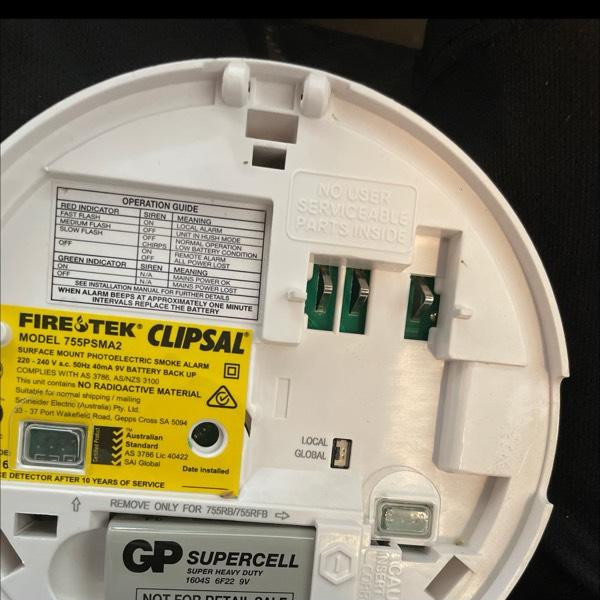 NO USER
SERVICEABLE
PARTS INSIDE
OPERATION GUIDE
RED INDICATOR SIREN MEANING
FAST FLASH ON LOCAL ALARM
MEDIUM FLASH OFF UNIT IN HUSH MODE
SLOW FLASH OFF NORMAL OPERATION
CHIRPS LOW BATTERY CONDITION
OFF ON REMOTE ALARM
OFF ALL POWER LOST
GREEN INDICATOR SIREN MEANING
ON N/A MAINS POWER OK
OFF N/A MAINS POWER LOST
SEE INSTALLATION MANUAL FOR FURTHER DETAILS
WHEN ALARM BEEPS AT APPROXIMATELY ONE MINUTE
INTERVALS REPLACE THE BATTERY
FIRETEK® CLIPSAL®
MODEL 755PSMA2
SURFACE MOUNT PHOTOELECTRIC SMOKE ALARM
220 - 240 V a.c. 50Hz 40mA 9V BATTERY BACK UP
COMPLIES WITH AS 3786, AS/NZS 3100
This unit contains NO RADIOACTIVE MATERIAL
Suitable for normal shipping / mailing
Schneider Electric (Australia) Pty. Ltd.
33 - 37 Port Wakefield Road, Gepps Cross SA 5094
Certified Product
™
Australian
Standard
AS 3786 Lic 40422
SAI Global
Date installed
E DETECTOR AFTER 10 YEARS OF SERVICE
LOCAL
GLOBAL
REMOVE ONLY FOR 755RB/755RFB
GP SUPERCELL
SUPER HEAVY DUTY
1604S 6F22 9V
NOT FOR RETAIL SALE